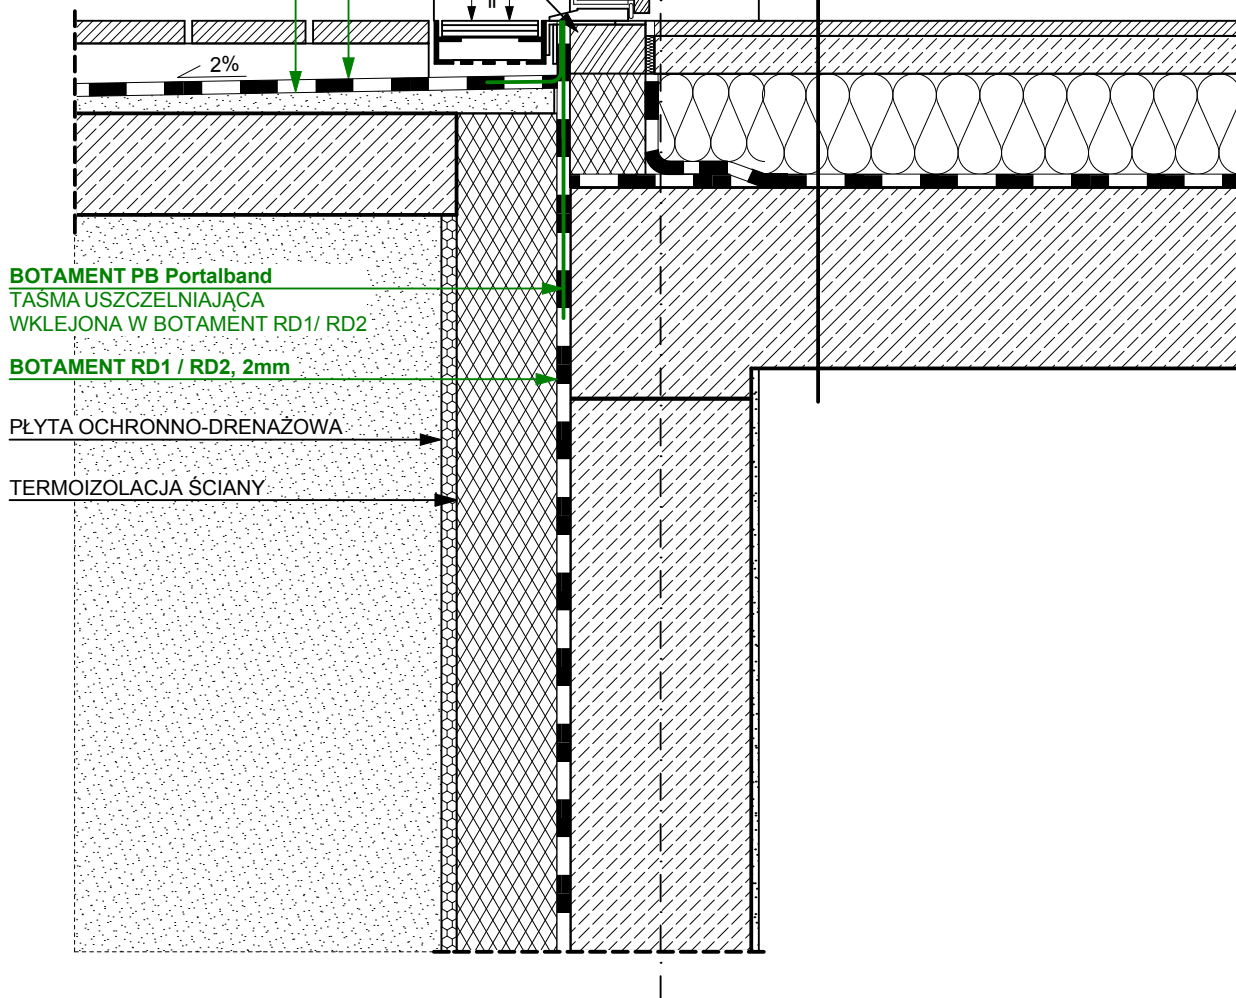 2%
BOTAMENT PB Portalband
TAŚMA USZCZELNIAJĄCA
WKLEJONA W BOTAMENT RD1/ RD2
BOTAMENT RD1 / RD2, 2mm
PŁYTA OCHRONNO-DRENAŻOWA
TERMOIZOLACJA ŚCIANY